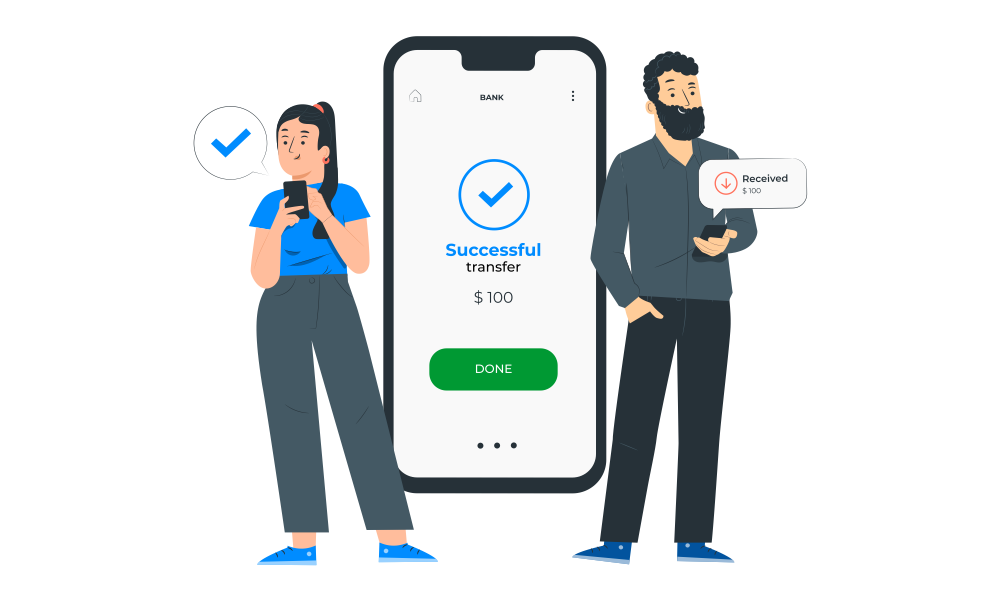 BANK
Successful
transfer
$ 100
DONE
Received
$ 100